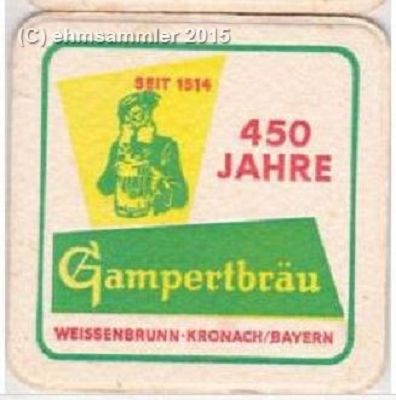 (C) ehmsammler 2015
SEIT 1514
450
JAHRE
Gampertbräu
WEISSENBRUNN·KRONACH/BAYERN